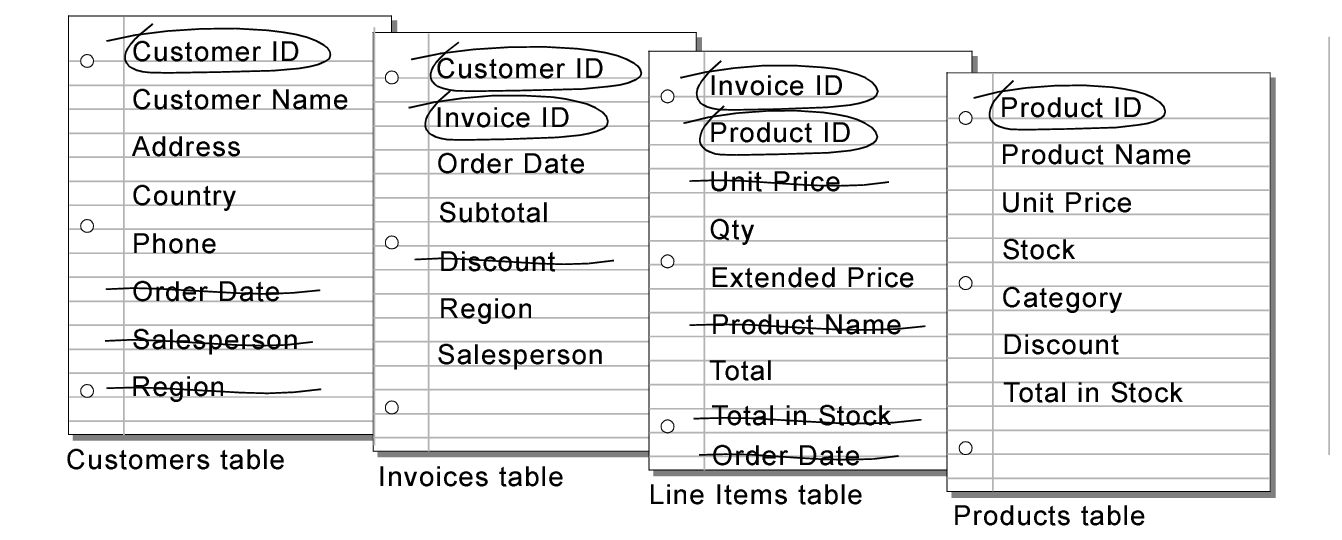 Customer ID
Customer Name
Address
Country
Phone
Order Date
Salesperson
Region
Customers table
Customer ID
Invoice ID
Order Date
Subtotal
Discount
Region
Salesperson
Invoices table
Invoice ID
Product ID
Unit Price
Qty
Extended Price
Product Name
Total
Total in Stock
Order Date
Line Items table
Product ID
Product Name
Unit Price
Stock
Category
Discount
Total in Stock
Products table